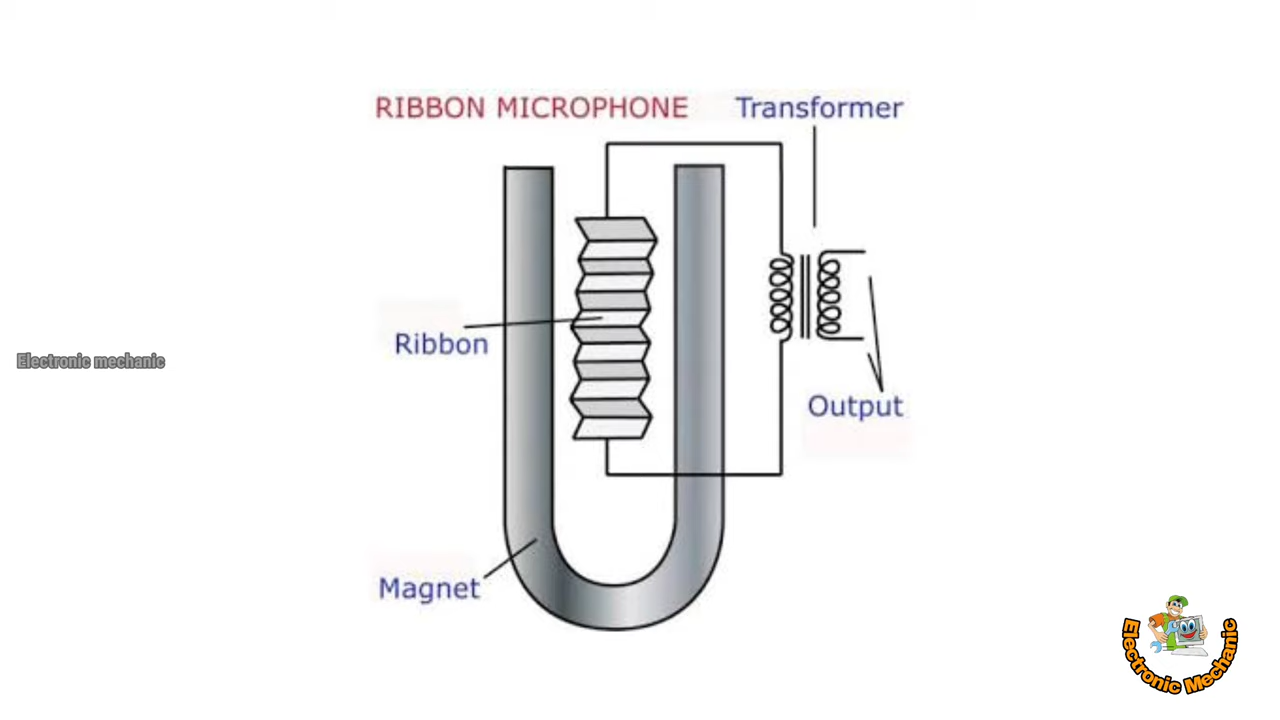 RIBBON MICROPHONE
Transformer
Ribbon
Electronic mechanic
Output
Magnet
Electronic Mechanic